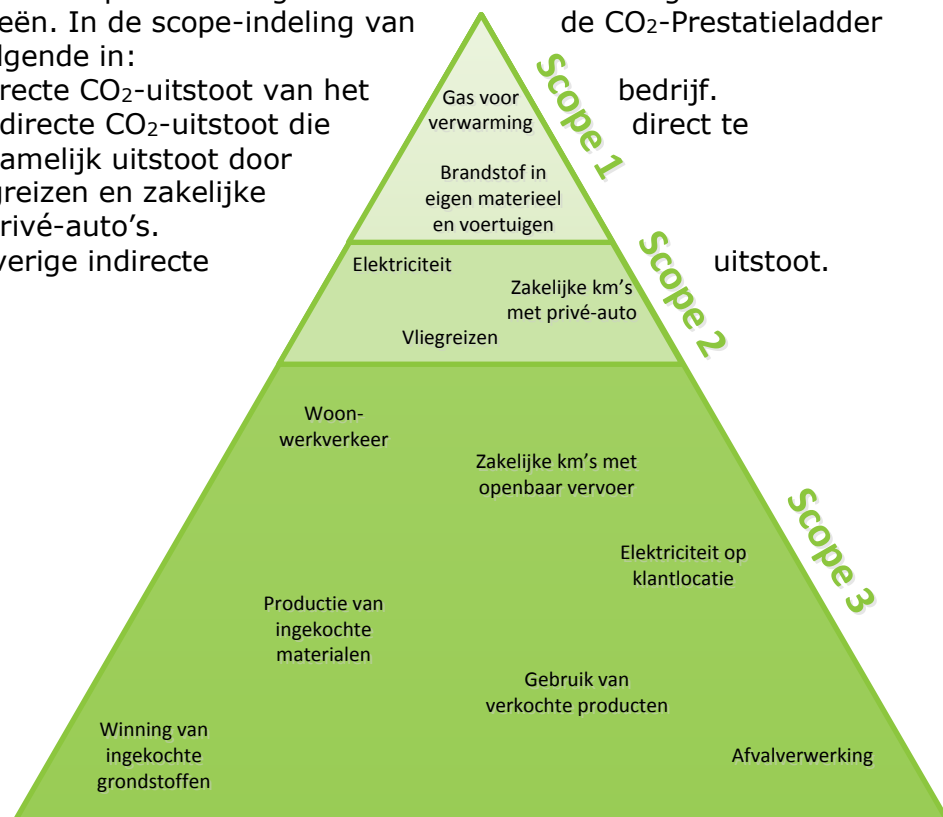 eën. In de scope-indeling van de CO2-Prestatieladder
lgende in:
recte CO2-uitstoot van het bedrijf.
directe CO2-uitstoot die direct te
amelijk uitstoot door
greizen en zakelijke
rivé-auto's.
verige indirecte uitstoot.
Scope 1
Gas voor
verwarming
Brandstof in
eigen materieel
en voertuigen
Scope 2
Elektriciteit
Zakelijke km's
met privé-auto
Vliegreizen
Scope 3
Woon-
werkverkeer
Zakelijke km's met
openbaar vervoer
Elektriciteit op
klantlocatie
Productie van
ingekochte
materialen
Gebruik van
verkochte producten
Winning van
ingekochte
grondstoffen
Afvalverwerking